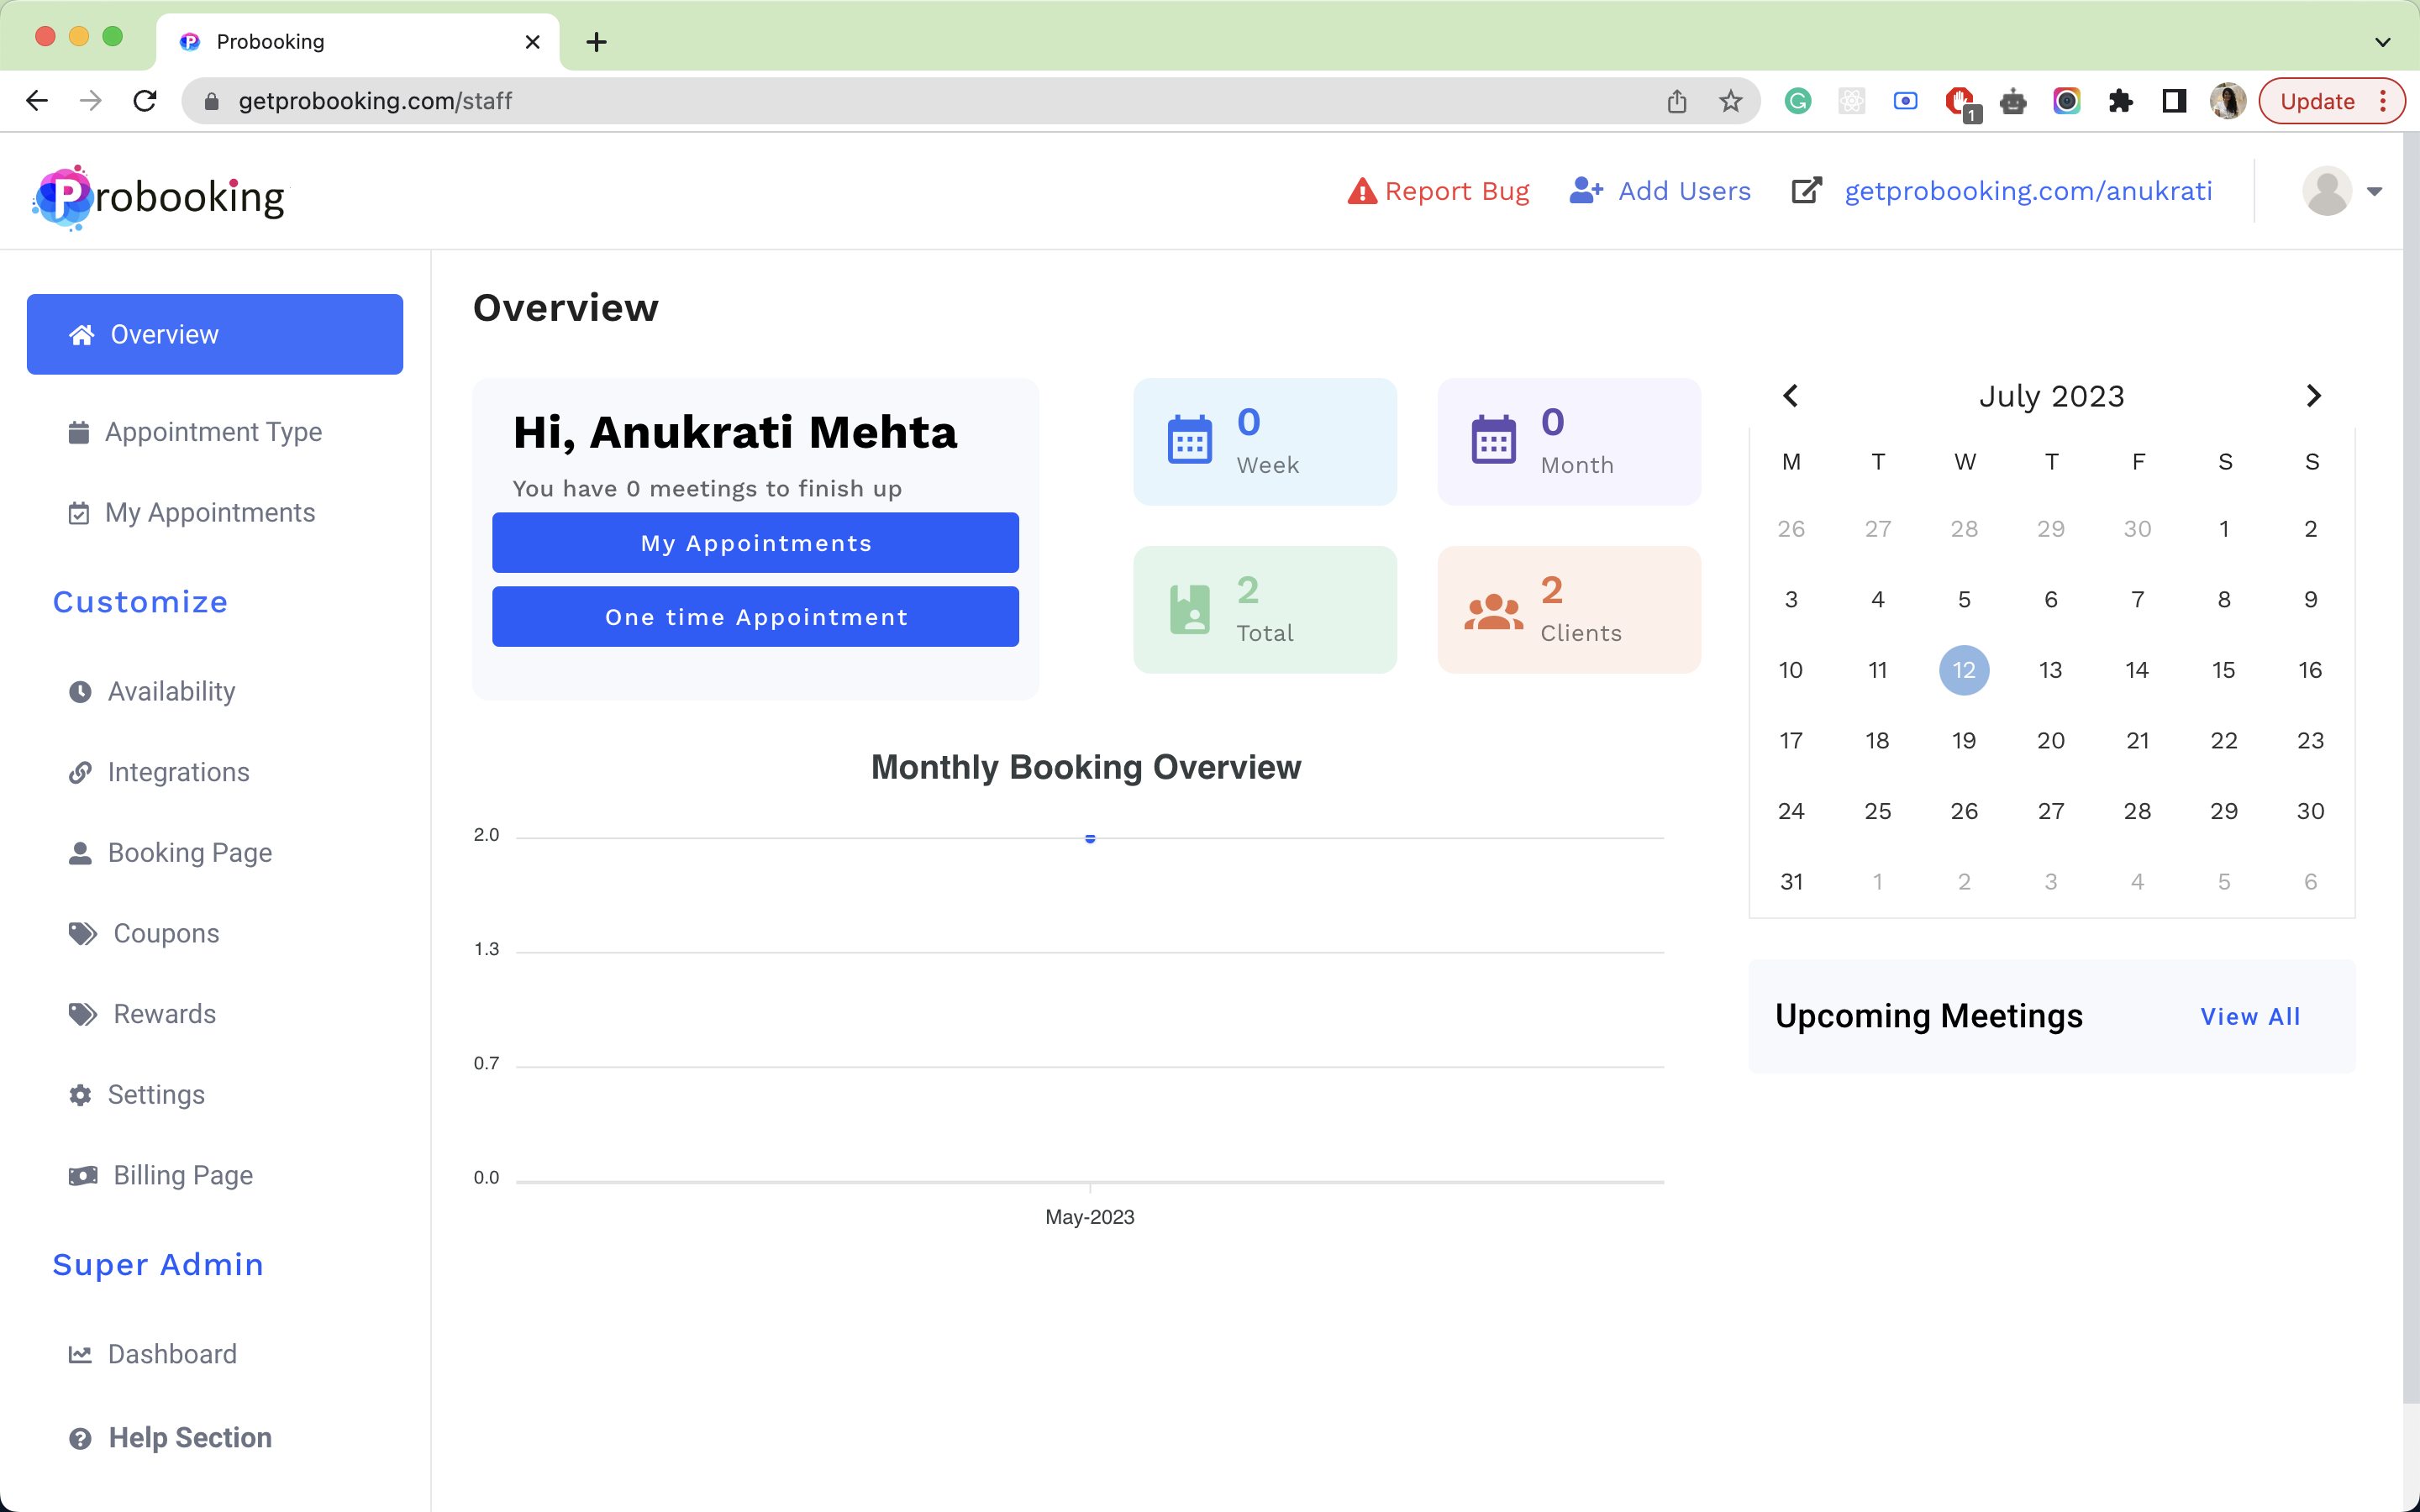 Probooking
getprobooking.com/staff
1
Update
Probooking
Report Bug
Add Users
getprobooking.com/anukrati
Overview
Appointment Type
My Appointments
Customize
Availability
Integrations
Booking Page
Coupons
Rewards
Settings
Billing Page
Super Admin
Dashboard
Help Section
Overview
Hi, Anukrati Mehta
You have 0 meetings to finish up
My Appointments
One time Appointment
0
Week
0
Month
2
Total
2
Clients
Monthly Booking Overview
2.0
1.3
0.7
0.0
May-2023
July 2023
M T W T F S S
26 27 28 29 30 1 2
3 4 5 6 7 8 9
10 11 12 13 14 15 16
17 18 19 20 21 22 23
24 25 26 27 28 29 30
31 1 2 3 4 5 6
Upcoming Meetings
View All